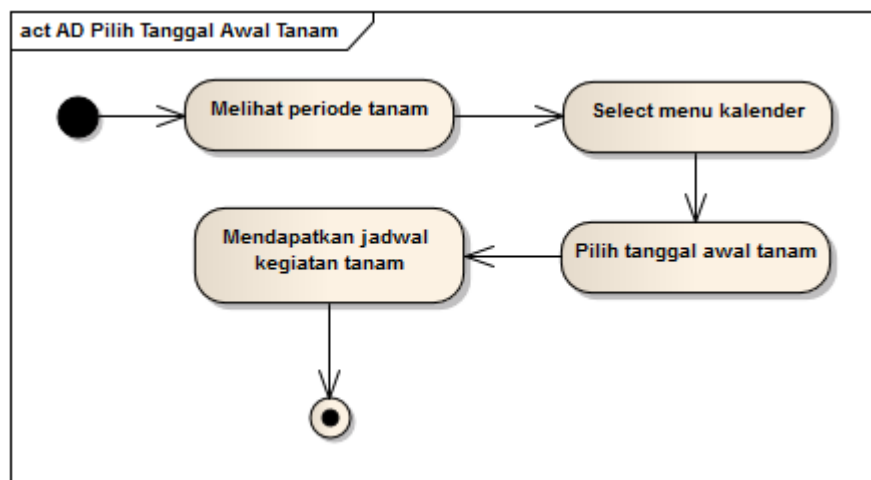 act AD Pilih Tanggal Awal Tanam
Melihat periode tanam
Select menu kalender
Pilih tanggal awal tanam
Mendapatkan jadwal
kegiatan tanam